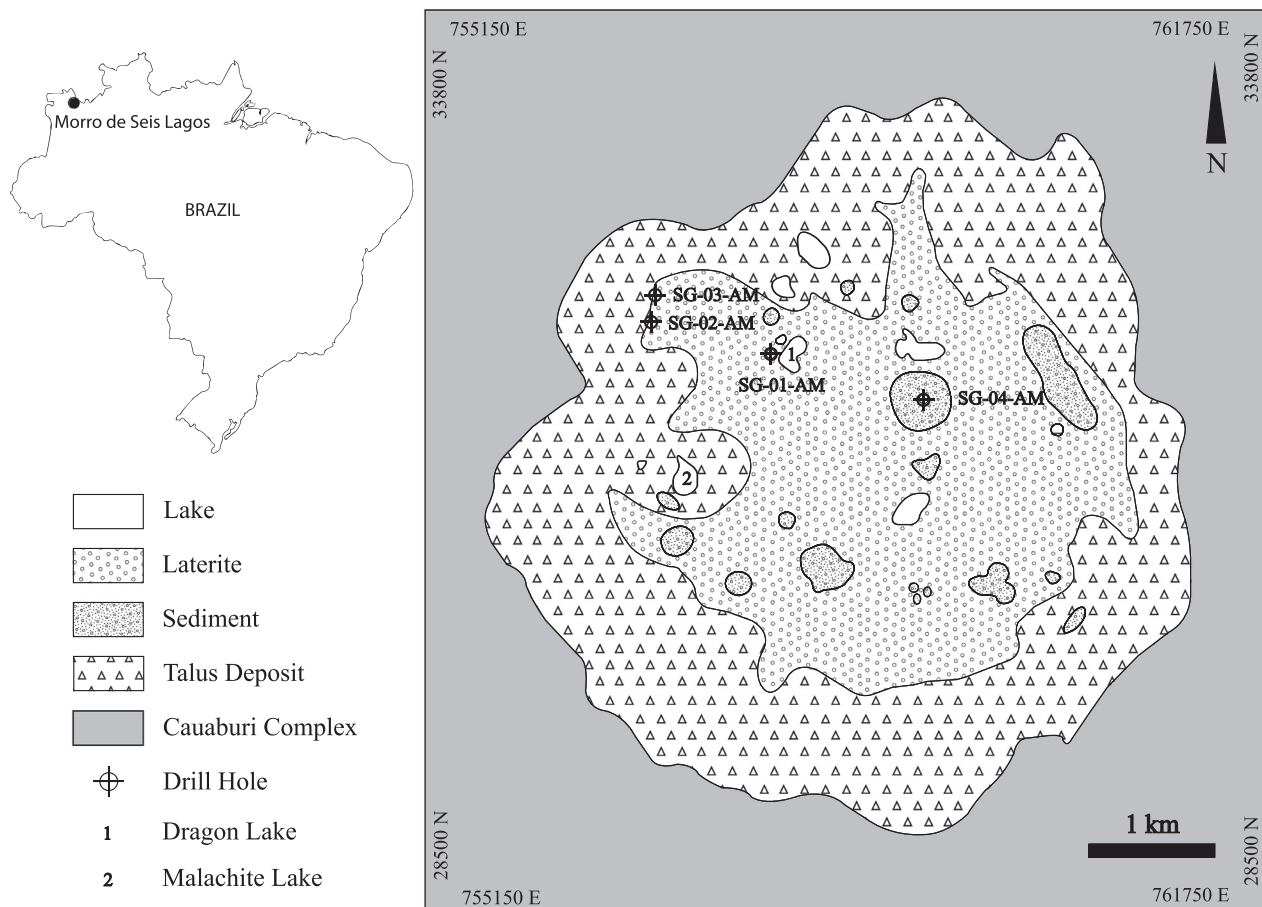 Morro de Seis Lagos
BRAZIL
Lake
Laterite
Sediment
Talus Deposit
Cauaburi Complex
Drill Hole
1 Dragon Lake
2 Malachite Lake
755150 E
761750 E
33800 N
33800 N
N
SG-03-AM
SG-02-AM
1
SG-01-AM
SG-04-AM
2
1 km
28500 N
28500 N
755150 E
761750 E